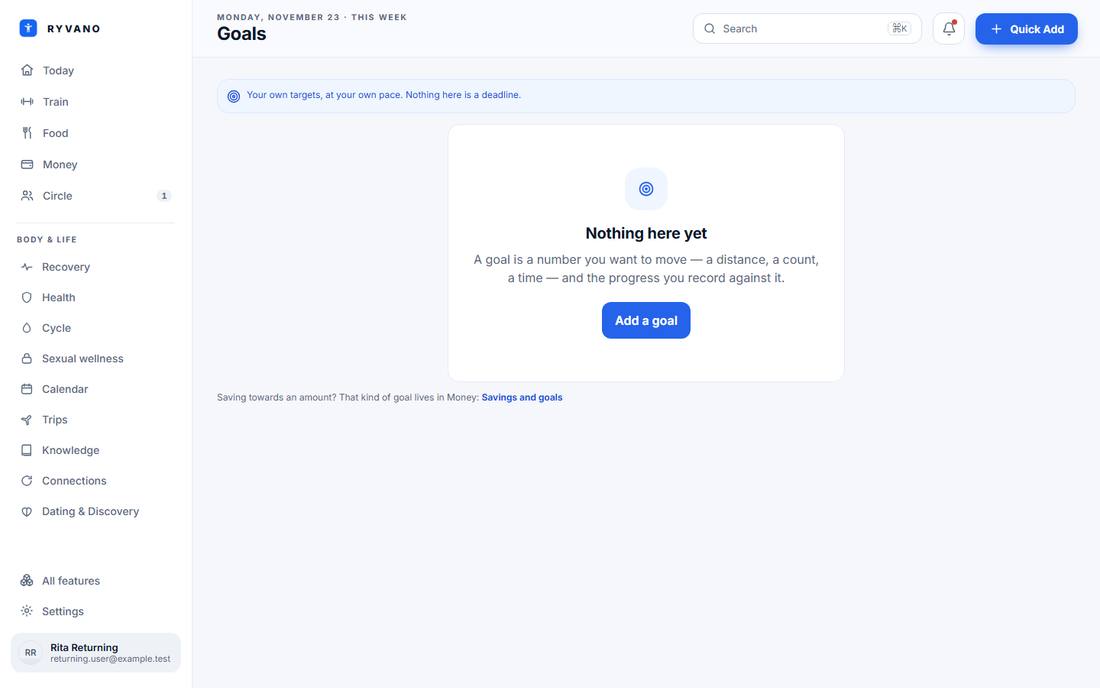 RYVANO
Today
Train
Food
Money
Circle
1
BODY & LIFE
Recovery
Health
Cycle
Sexual wellness
Calendar
Trips
Knowledge
Connections
Dating & Discovery
All features
Settings
RR
Rita Returning
returning.user@example.test
MONDAY, NOVEMBER 23 · THIS WEEK
Goals
Search
⌘K
Quick Add
Your own targets, at your own pace. Nothing here is a deadline.
Nothing here yet
A goal is a number you want to move — a distance, a count,
a time — and the progress you record against it.
Add a goal
Saving towards an amount? That kind of goal lives in Money: Savings and goals